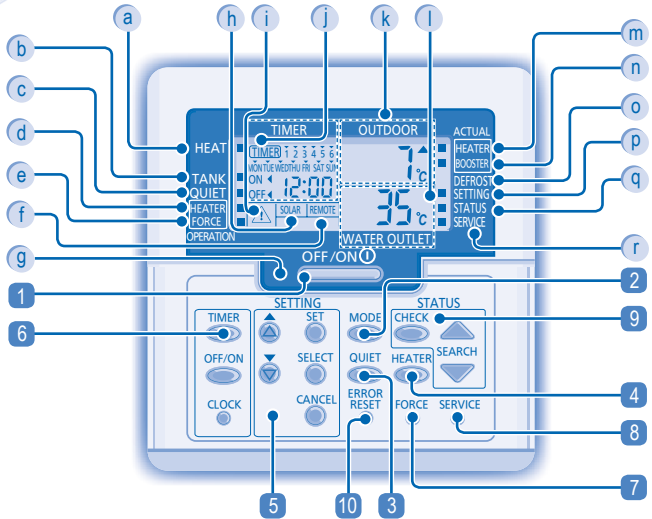 h i j k l
a m
b n
c o
d p
e q
f r
g
TIMER OUTDOOR ACTUAL
HEAT TIMER 1 2 3 4 5 6 7 °C HEATER
BOOSTER
MON TUE WED THU FRI SAT SUN
TANK ON DEFROST
QUIET OFF 12:00 35 °C SETTING
HEATER STATUS
FORCE SOLAR REMOTE SERVICE
OPERATION WATER OUTLET
OFF/ON
1 SETTING STATUS 2
6 TIMER SET MODE CHECK 9
SEARCH
OFF/ON SELECT QUIET HEATER
4
CLOCK CANCEL ERROR RESET FORCE SERVICE
8
5 10 3 7